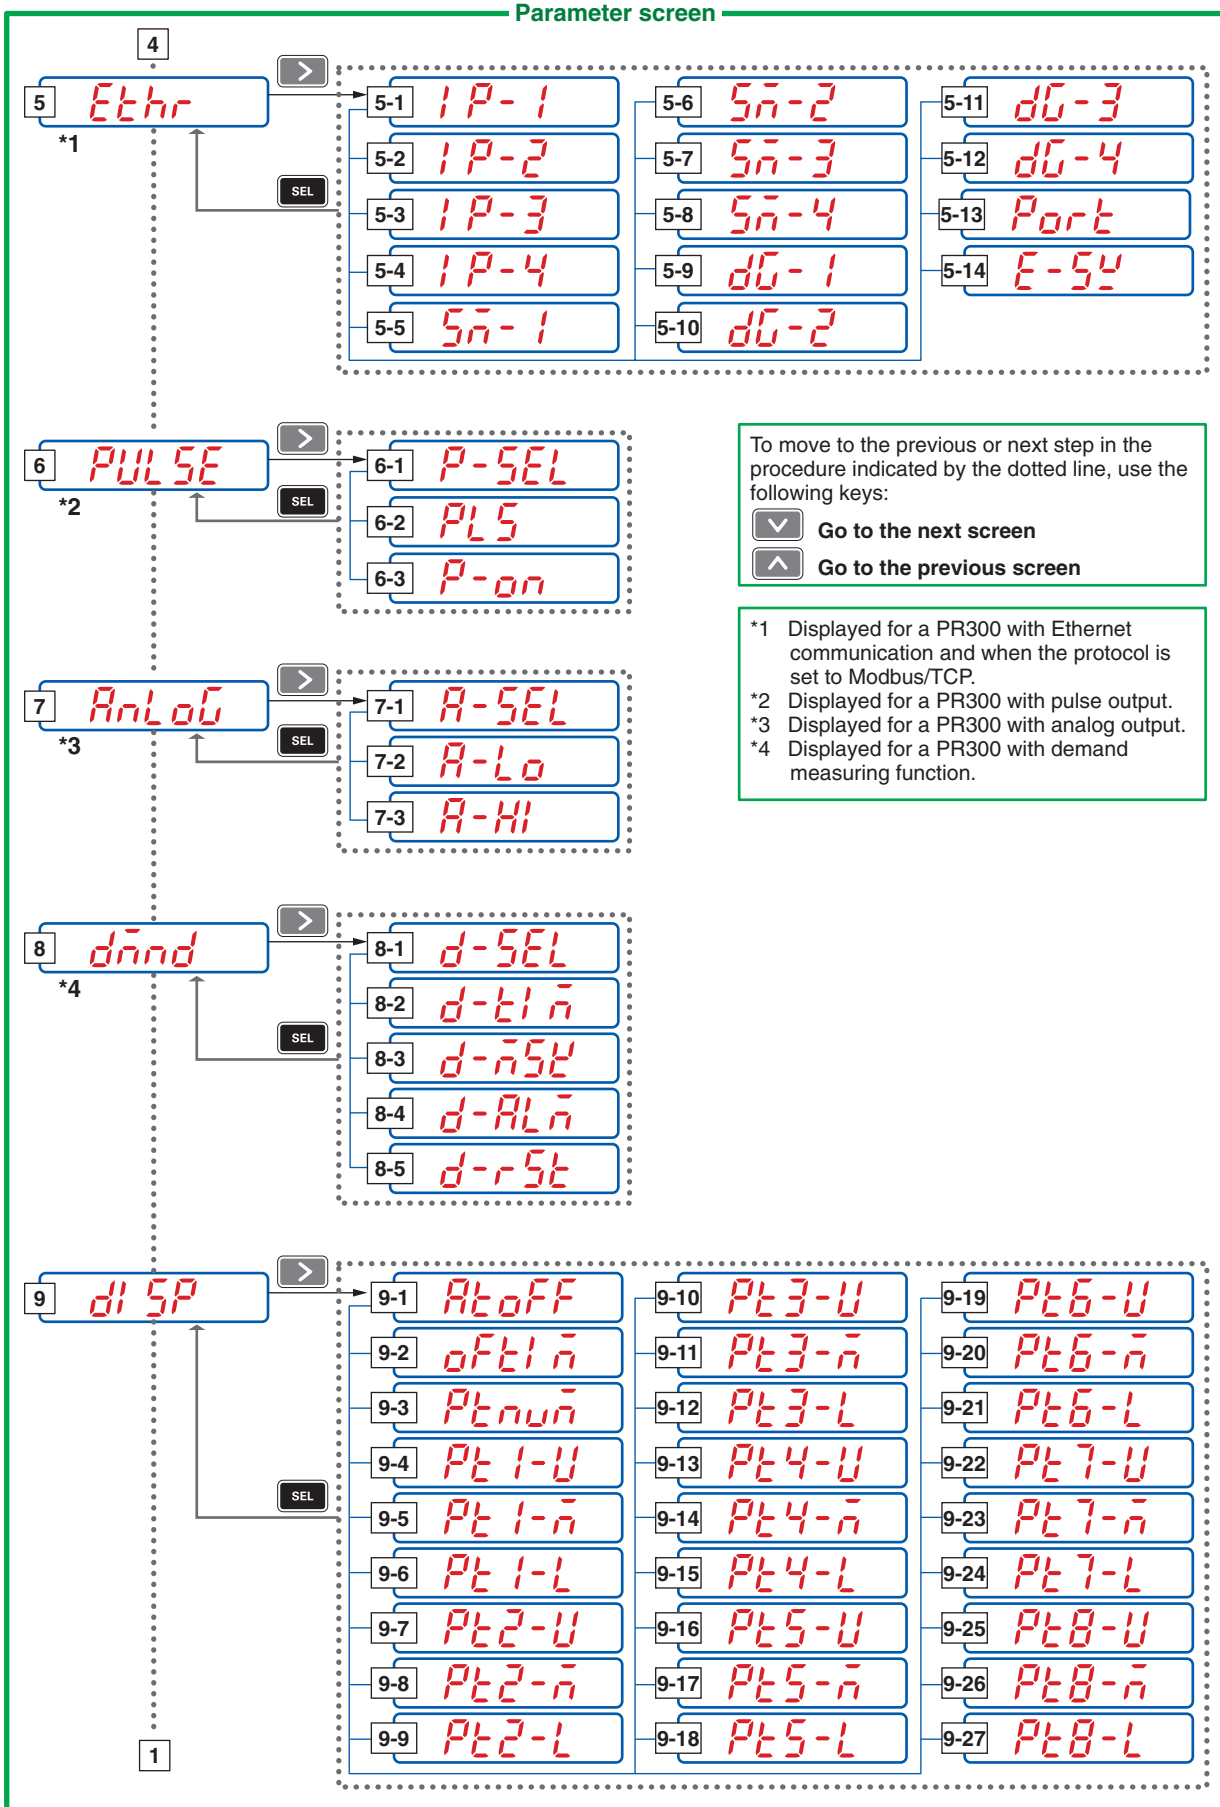 Parameter screen
4
5 Ethr
*1
>
SEL
5-1 IP-1
5-2 IP-2
5-3 IP-3
5-4 IP-4
5-5 Sm-1
5-6 Sm-2
5-7 Sm-3
5-8 Sm-4
5-9 dG-1
5-10 dG-2
5-11 dG-3
5-12 dG-4
5-13 Port
5-14 E-SW
6 PULSE
*2
>
SEL
6-1 P-SEL
6-2 PLS
6-3 P-on
To move to the previous or next step in the
procedure indicated by the dotted line, use the
following keys:
Go to the next screen
Go to the previous screen
*1 Displayed for a PR300 with Ethernet
communication and when the protocol is
set to Modbus/TCP.
*2 Displayed for a PR300 with pulse output.
*3 Displayed for a PR300 with analog output.
*4 Displayed for a PR300 with demand
measuring function.
7 AnLoG
*3
>
SEL
7-1 A-SEL
7-2 A-Lo
7-3 A-HI
8 dmnd
*4
>
SEL
8-1 d-SEL
8-2 d-tIm
8-3 d-mSK
8-4 d-ALm
8-5 d-rSt
9 dISP
>
SEL
9-1 AtoFF
9-2 oFtIm
9-3 Ptnum
9-4 Pt1-U
9-5 Pt1-m
9-6 Pt1-L
9-7 Pt2-U
9-8 Pt2-m
9-9 Pt2-L
9-10 Pt3-U
9-11 Pt3-m
9-12 Pt3-L
9-13 Pt4-U
9-14 Pt4-m
9-15 Pt4-L
9-16 Pt5-U
9-17 Pt5-m
9-18 Pt5-L
9-19 Pt6-U
9-20 Pt6-m
9-21 Pt6-L
9-22 Pt7-U
9-23 Pt7-m
9-24 Pt7-L
9-25 Pt8-U
9-26 Pt8-m
9-27 Pt8-L
1